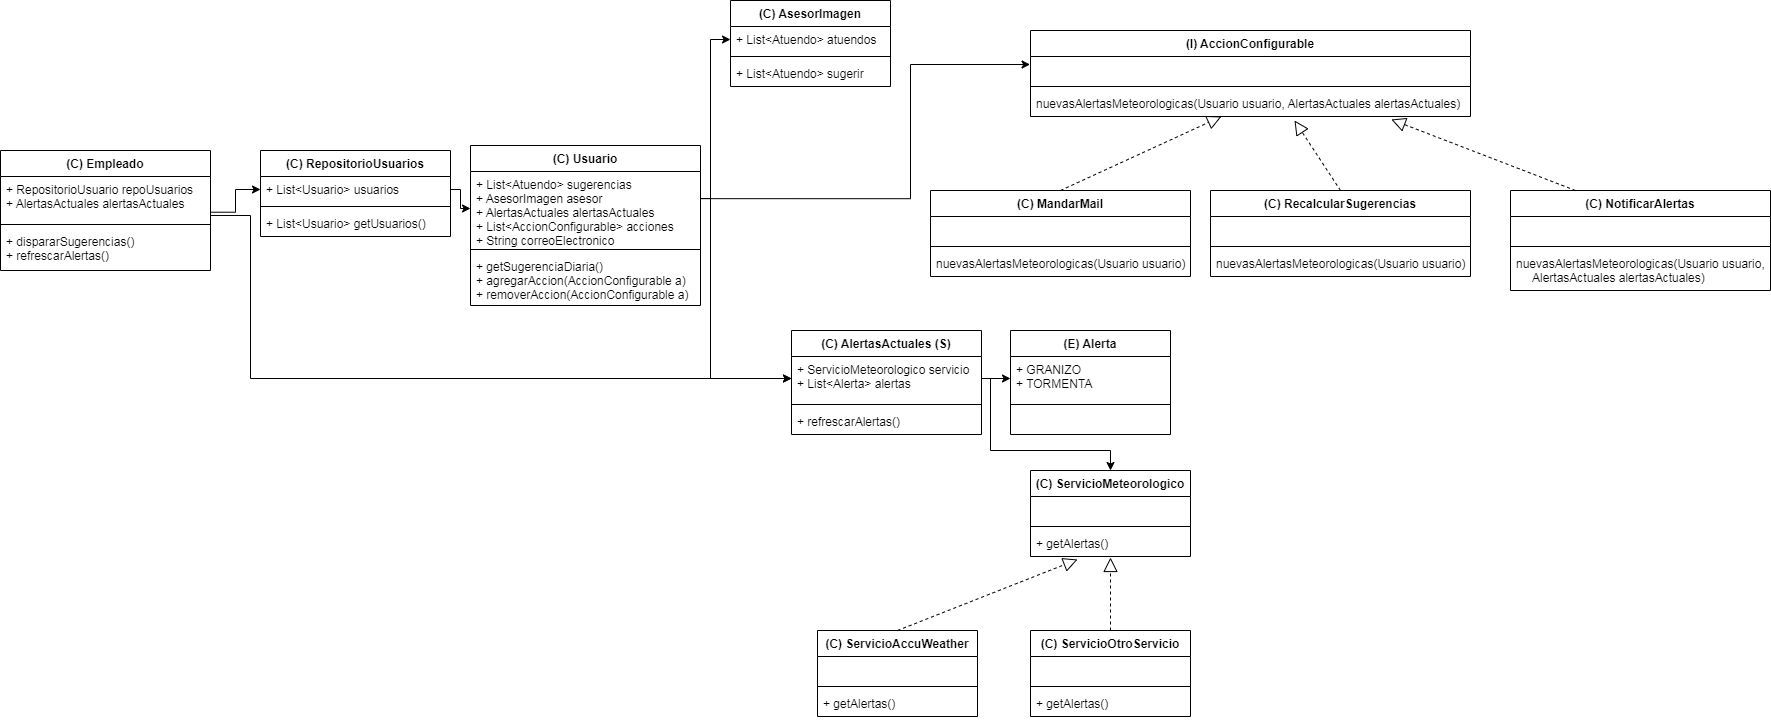 (C) AsesorImagen
+ List<Atuendo> atuendos
+ List<Atuendo> sugerir
(I) AccionConfigurable
nuevasAlertasMeteorologicas(Usuario usuario, AlertasActuales alertasActuales)
(C) Empleado
+ RepositorioUsuario repoUsuarios
+ AlertasActuales alertasActuales
+ dispararSugerencias()
+ refrescarAlertas()
(C) RepositorioUsuarios
+ List<Usuario> usuarios
+ List<Usuario> getUsuarios()
(C) Usuario
+ List<Atuendo> sugerencias
+ AsesorImagen asesor
+ AlertasActuales alertasActuales
+ List<AccionConfigurable> acciones
+ String correoElectronico
+ getSugerenciaDiaria()
+ agregarAccion(AccionConfigurable a)
+ removerAccion(AccionConfigurable a)
(C) MandarMail
nuevasAlertasMeteorologicas(Usuario usuario)
(C) RecalcularSugerencias
nuevasAlertasMeteorologicas(Usuario usuario)
(C) NotificarAlertas
nuevasAlertasMeteorologicas(Usuario usuario,
AlertasActuales alertasActuales)
(C) AlertasActuales (S)
+ ServicioMeteorologico servicio
+ List<Alerta> alertas
+ refrescarAlertas()
(E) Alerta
+ GRANIZO
+ TORMENTA
(C) ServicioMeteorologico
+ getAlertas()
(C) ServicioAccuWeather
+ getAlertas()
(C) ServicioOtroServicio
+ getAlertas()